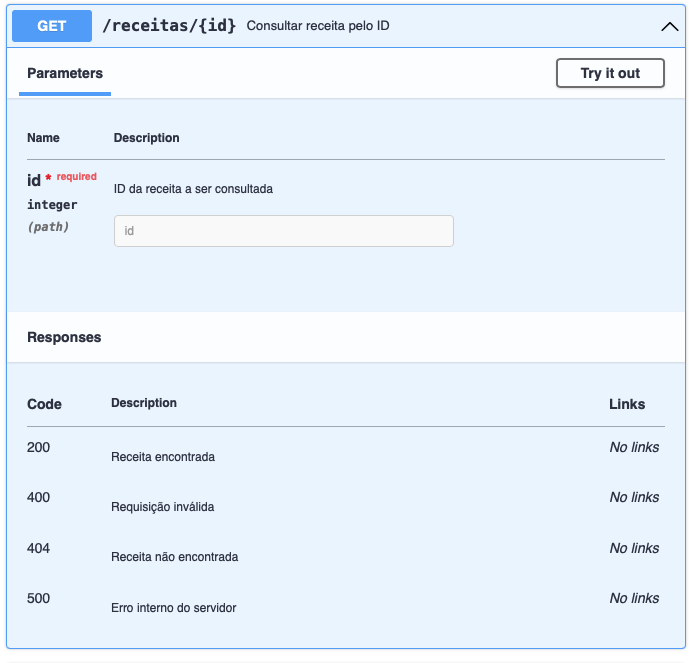 GET /receitas/{id} Consultar receita pelo ID
Parameters Try it out
Name Description
id * required ID da receita a ser consultada
integer
(path) id
Responses
Code Description Links
200 Receita encontrada No links
400 Requisição inválida No links
404 Receita não encontrada No links
500 Erro interno do servidor No links